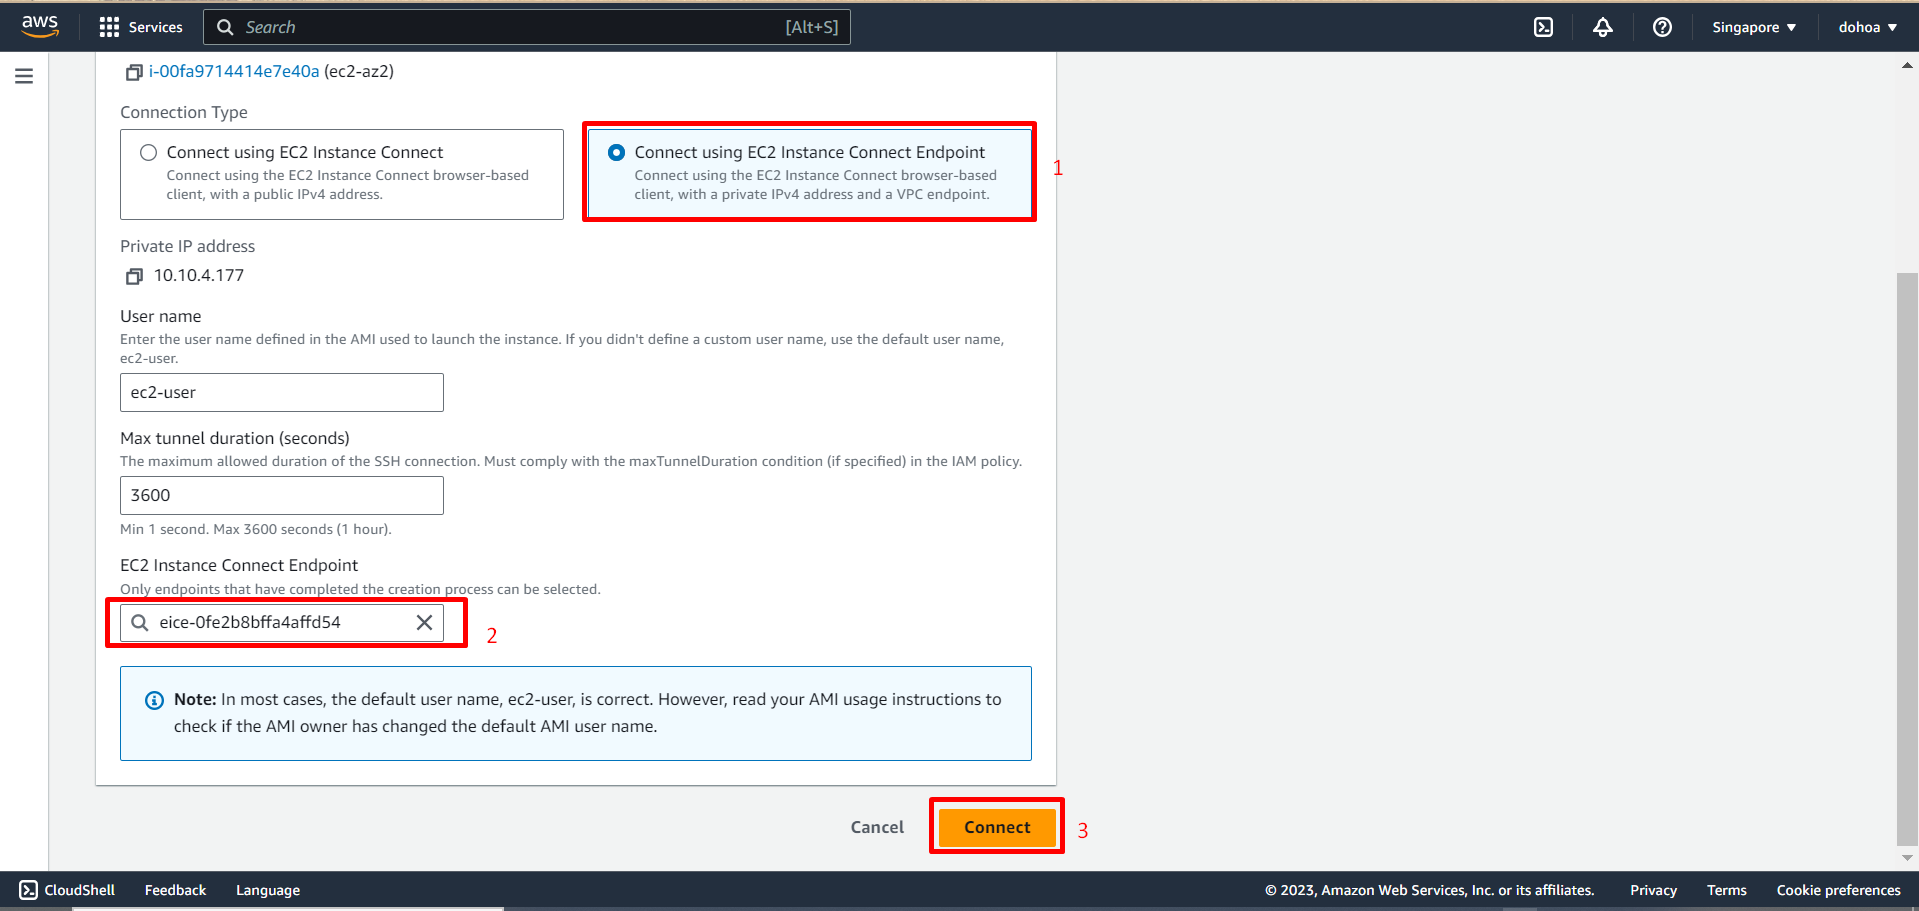 aws
Services
Search
[Alt+S]
Singapore
dohoa
i-00fa9714414e7e40a (ec2-az2)
Connection Type
Connect using EC2 Instance Connect
Connect using the EC2 Instance Connect browser-based
client, with a public IPv4 address.
Connect using EC2 Instance Connect Endpoint
Connect using the EC2 Instance Connect browser-based
client, with a private IPv4 address and a VPC endpoint.
1
Private IP address
10.10.4.177
User name
Enter the user name defined in the AMI used to launch the instance. If you didn't define a custom user name, use the default user name,
ec2-user.
ec2-user
Max tunnel duration (seconds)
The maximum allowed duration of the SSH connection. Must comply with the maxTunnelDuration condition (if specified) in the IAM policy.
3600
Min 1 second. Max 3600 seconds (1 hour).
EC2 Instance Connect Endpoint
Only endpoints that have completed the creation process can be selected.
eice-0fe2b8bffa4affd54
2
Note: In most cases, the default user name, ec2-user, is correct. However, read your AMI usage instructions to
check if the AMI owner has changed the default AMI user name.
Cancel
Connect
3
CloudShell
Feedback
Language
© 2023, Amazon Web Services, Inc. or its affiliates.
Privacy
Terms
Cookie preferences